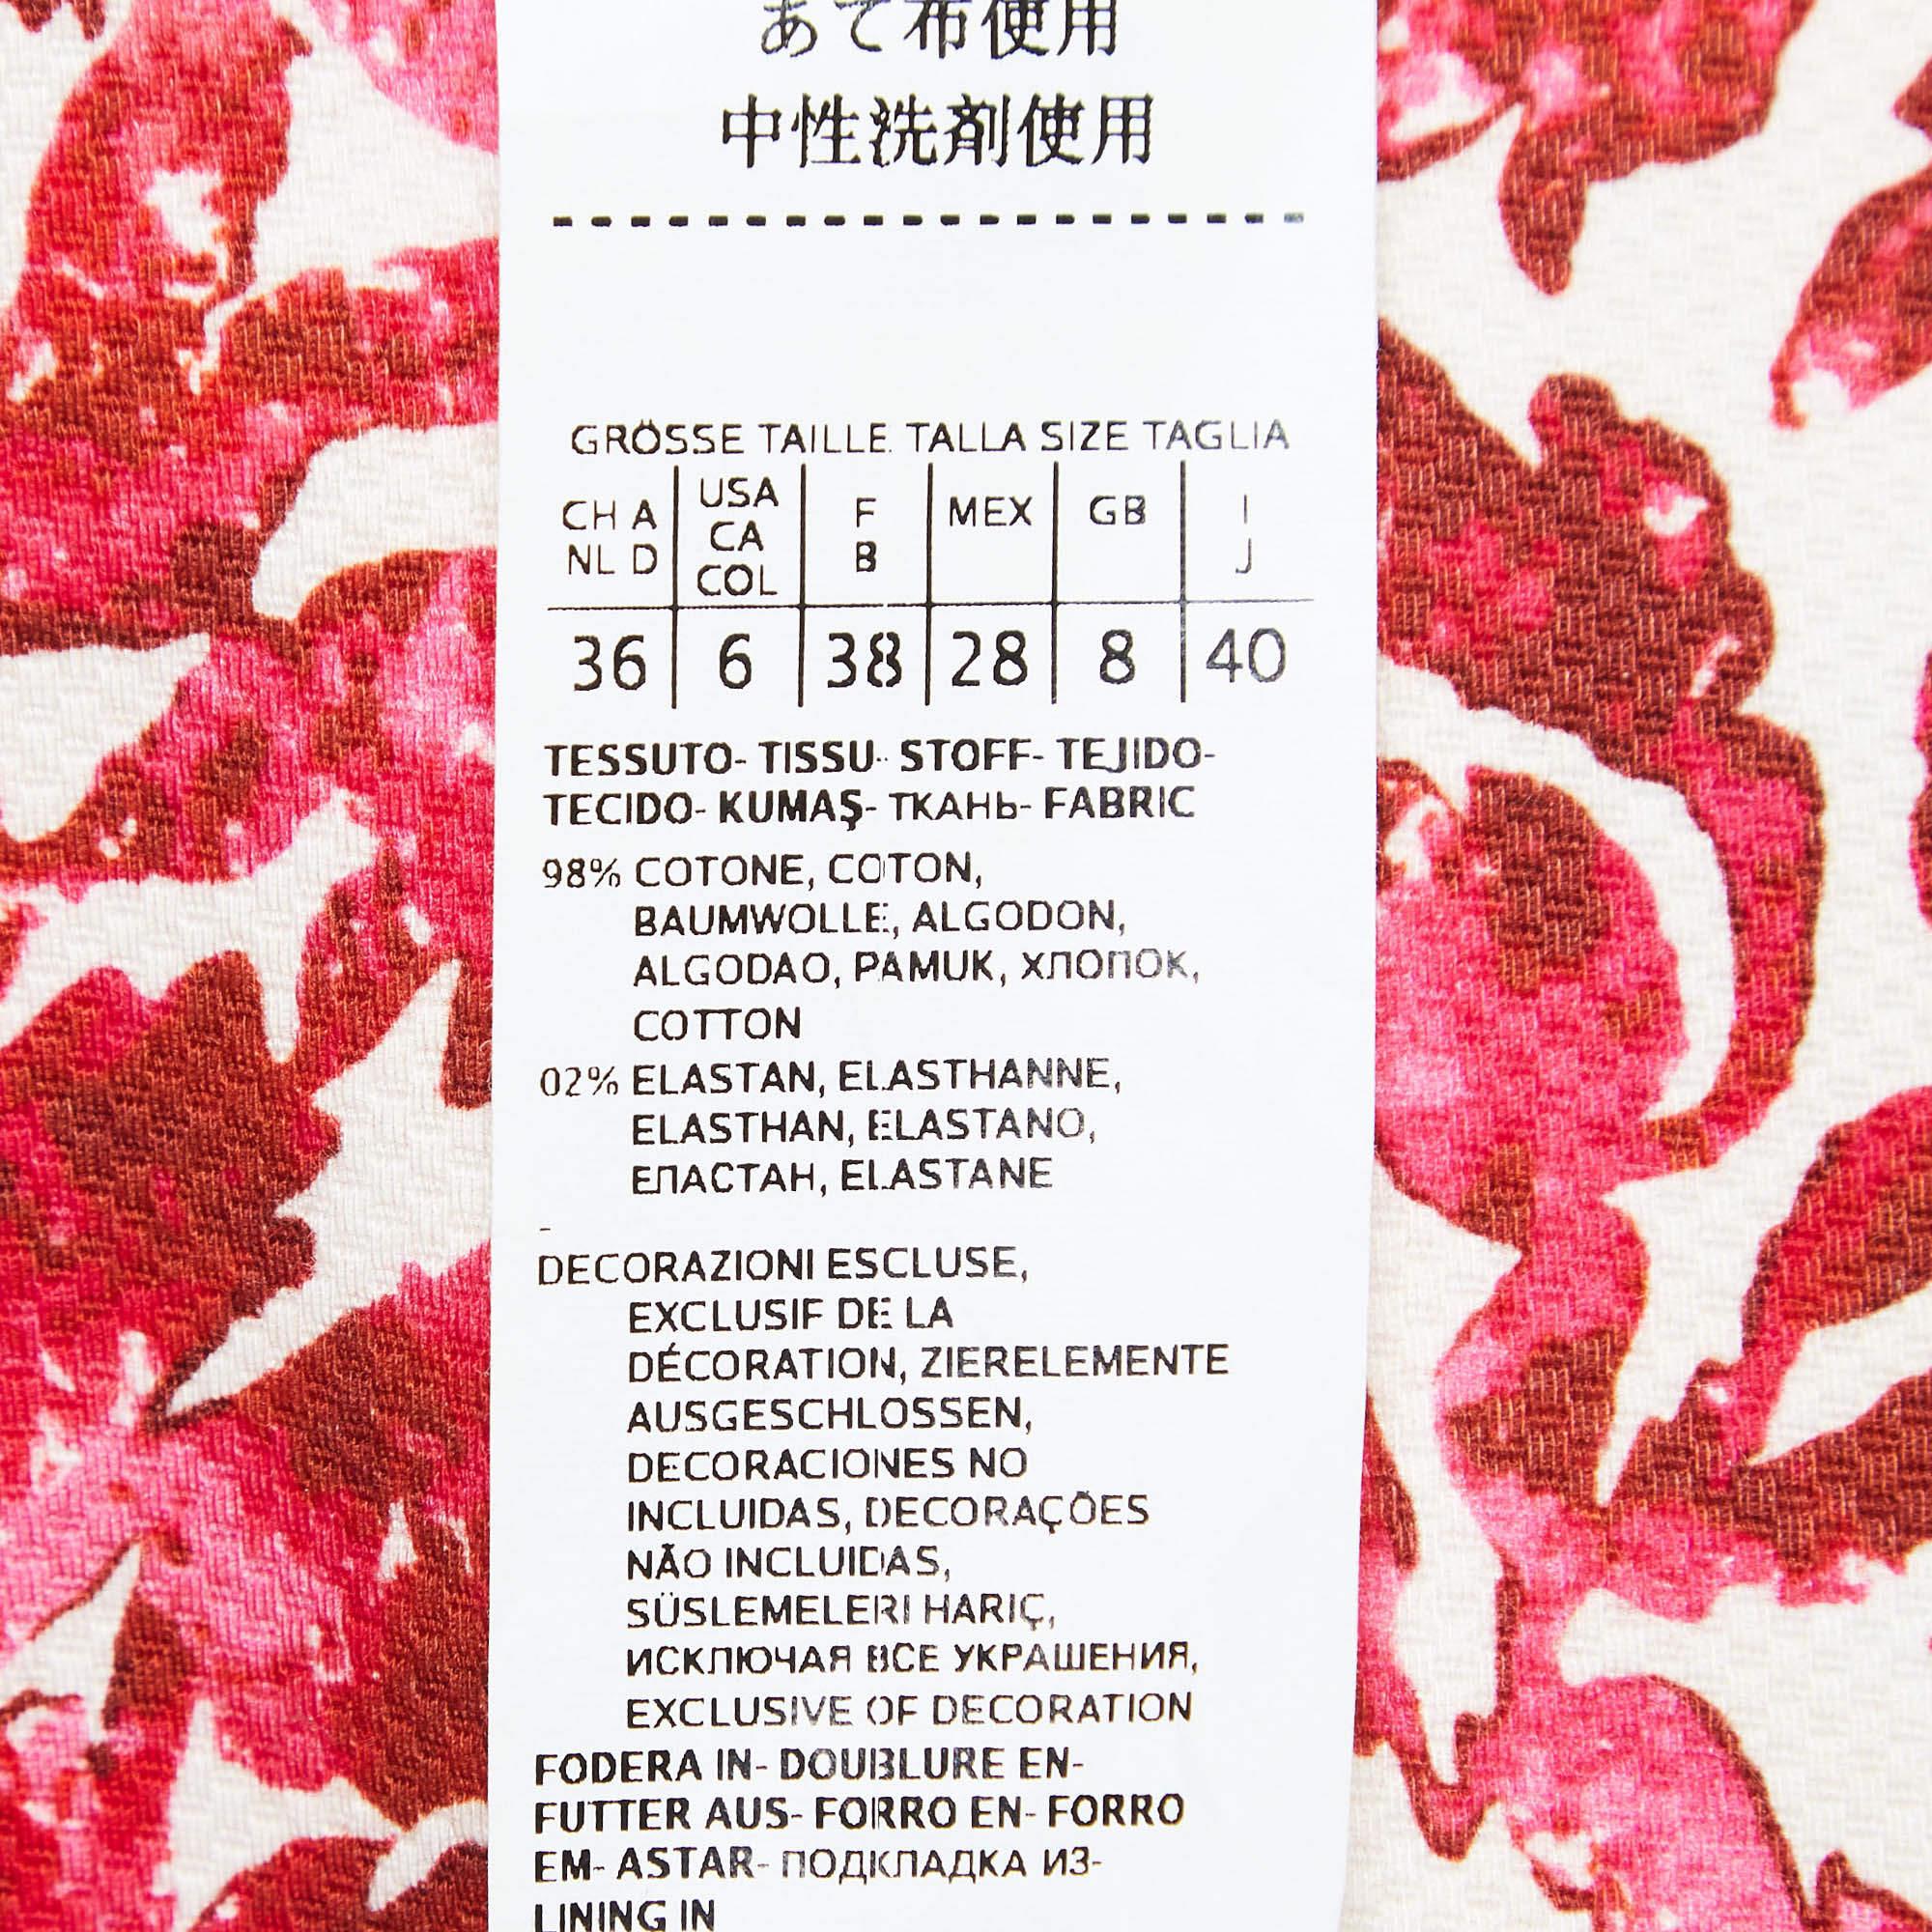 あて布使用
中性洗剤使用
GRÖSSE TAILLE TALLA SIZE TAGLIA
CH A NL D | USA CA COL | F B | MEX | GB | I J
36 | 6 | 38 | 28 | 8 | 40
TESSUTO- TISSU- STOFF- TEJIDO-
TECIDO- KUMAŞ- ТКАНЬ- FABRIC
98% COTONE, COTON,
BAUMWOLLE, ALGODON,
ALGODAO, PAMUK, ХЛОПОК,
COTTON
02% ELASTAN, ELASTHANNE,
ELASTHAN, ELASTANO,
ЕЛАСТАН, ELASTANE
-
DECORAZIONI ESCLUSE,
EXCLUSIF DE LA
DÉCORATION, ZIERELEMENTE
AUSGESCHLOSSEN,
DECORACIONES NO
INCLUIDAS, DECORAÇÕES
NÃO INCLUIDAS,
SÜSLEMELERI HARIÇ,
ИСКЛЮЧАЯ ВСЕ УКРАШЕНИЯ,
EXCLUSIVE OF DECORATION
FODERA IN- DOUBLURE EN-
FUTTER AUS- FORRO EN- FORRO
EM- ASTAR- ПОДКЛАДКА ИЗ-
LINING IN